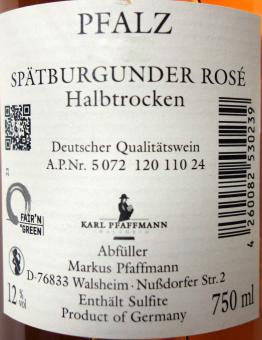 PFALZ
SPÄTBURGUNDER ROSÉ
Halbtrocken
Deutscher Qualitätswein
A.P.Nr. 5 072 120 110 24
4 260082 530239
FAIR'N
GREEN
KARL PFAFFMANN
WALSHEIM
Abfüller
Markus Pfaffmann
D-76833 Walsheim · Nußdorfer Str. 2
12 % vol
Enthält Sulfite
750 ml
Product of Germany